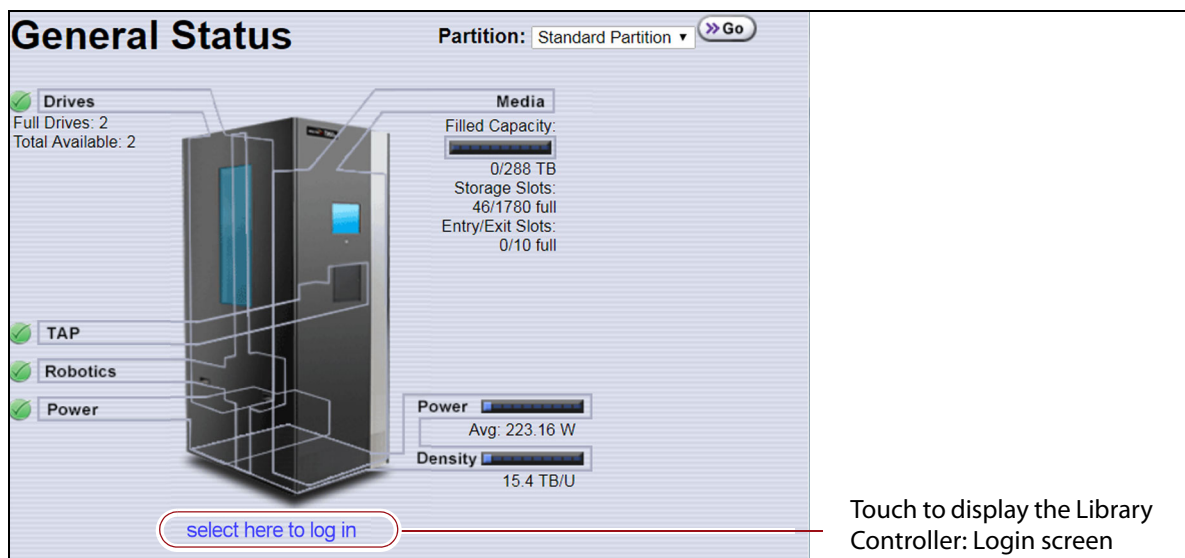 General Status
Partition: Standard Partition
Go
Drives
Full Drives: 2
Total Available: 2
Media
Filled Capacity:
0/288 TB
Storage Slots:
46/1780 full
Entry/Exit Slots:
0/10 full
TAP
Robotics
Power
Power
Avg: 223.16 W
Density
15.4 TB/U
select here to log in
Touch to display the Library
Controller: Login screen